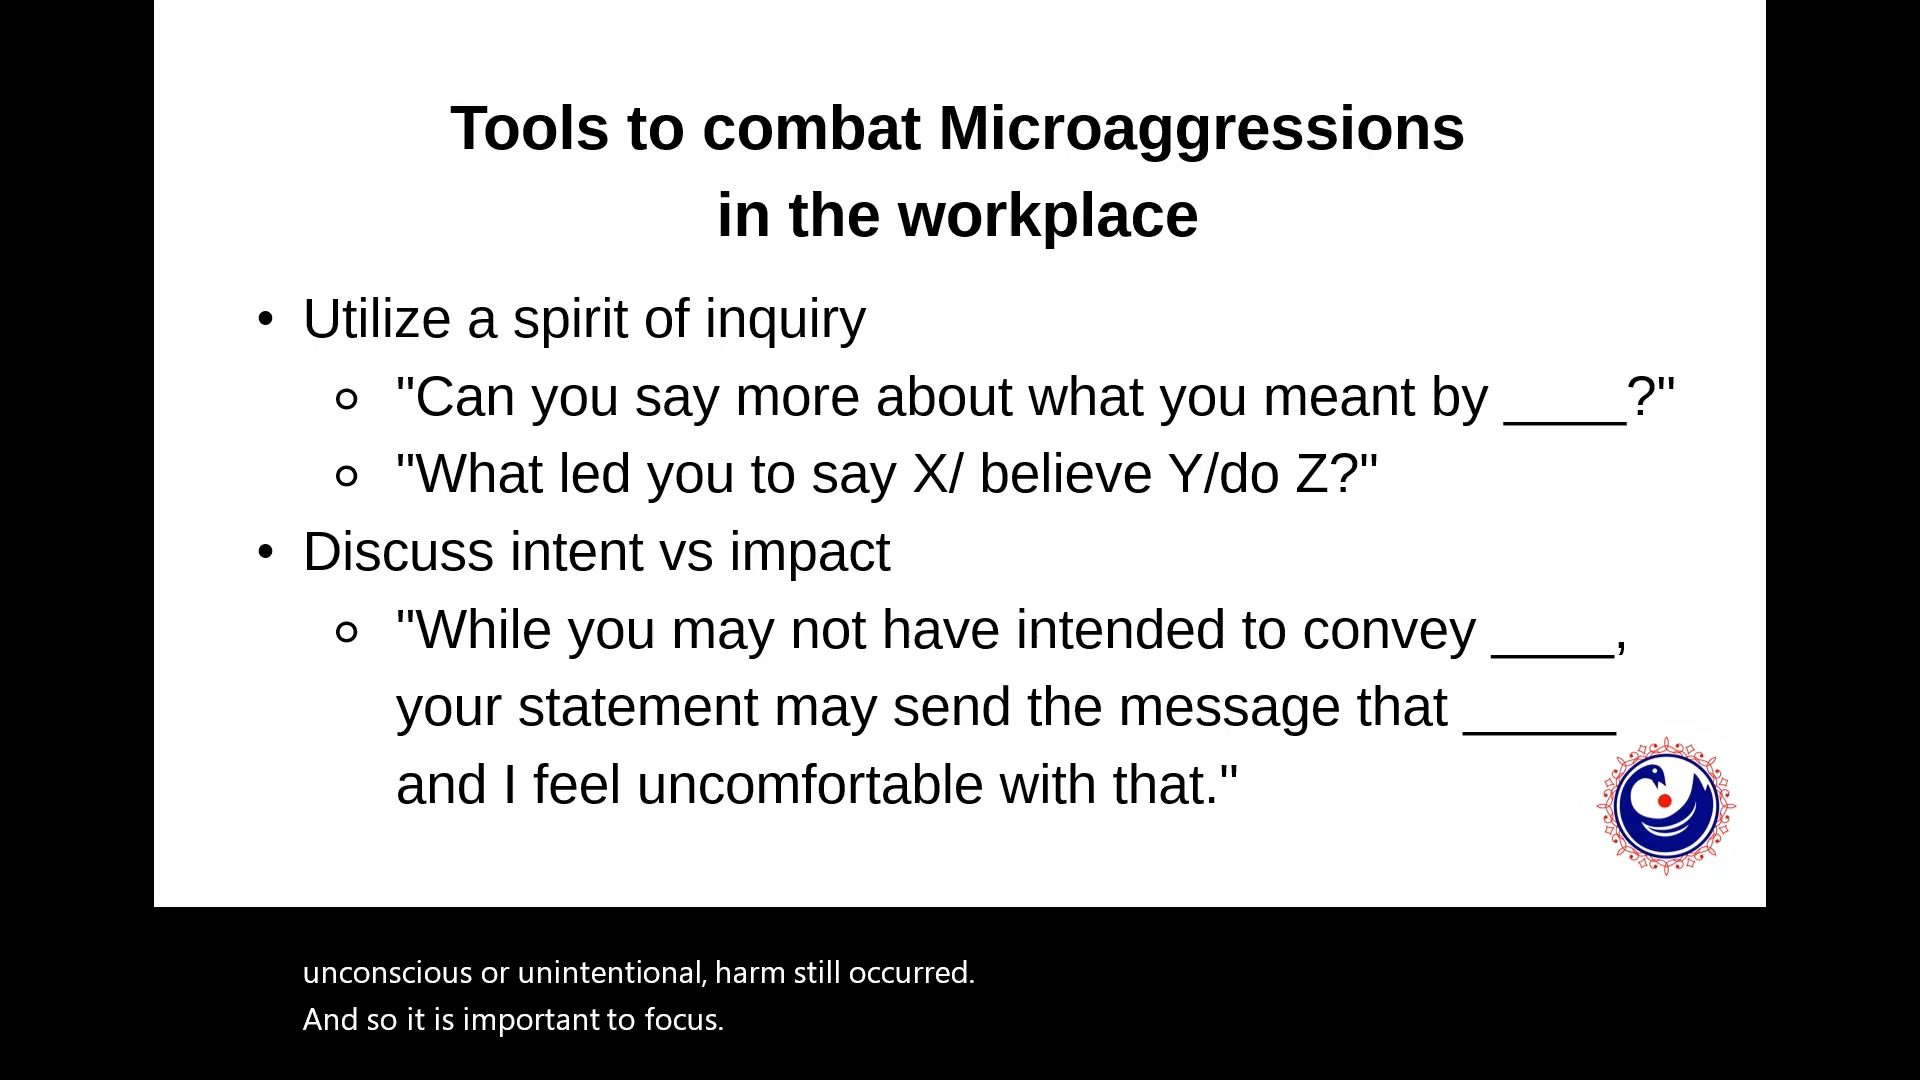 Tools to combat Microaggressions
in the workplace
• Utilize a spirit of inquiry
○ "Can you say more about what you meant by ____?"
○ "What led you to say X/ believe Y/do Z?"
• Discuss intent vs impact
○ "While you may not have intended to convey ____,
your statement may send the message that _____
and I feel uncomfortable with that."
unconscious or unintentional, harm still occurred.
And so it is important to focus.